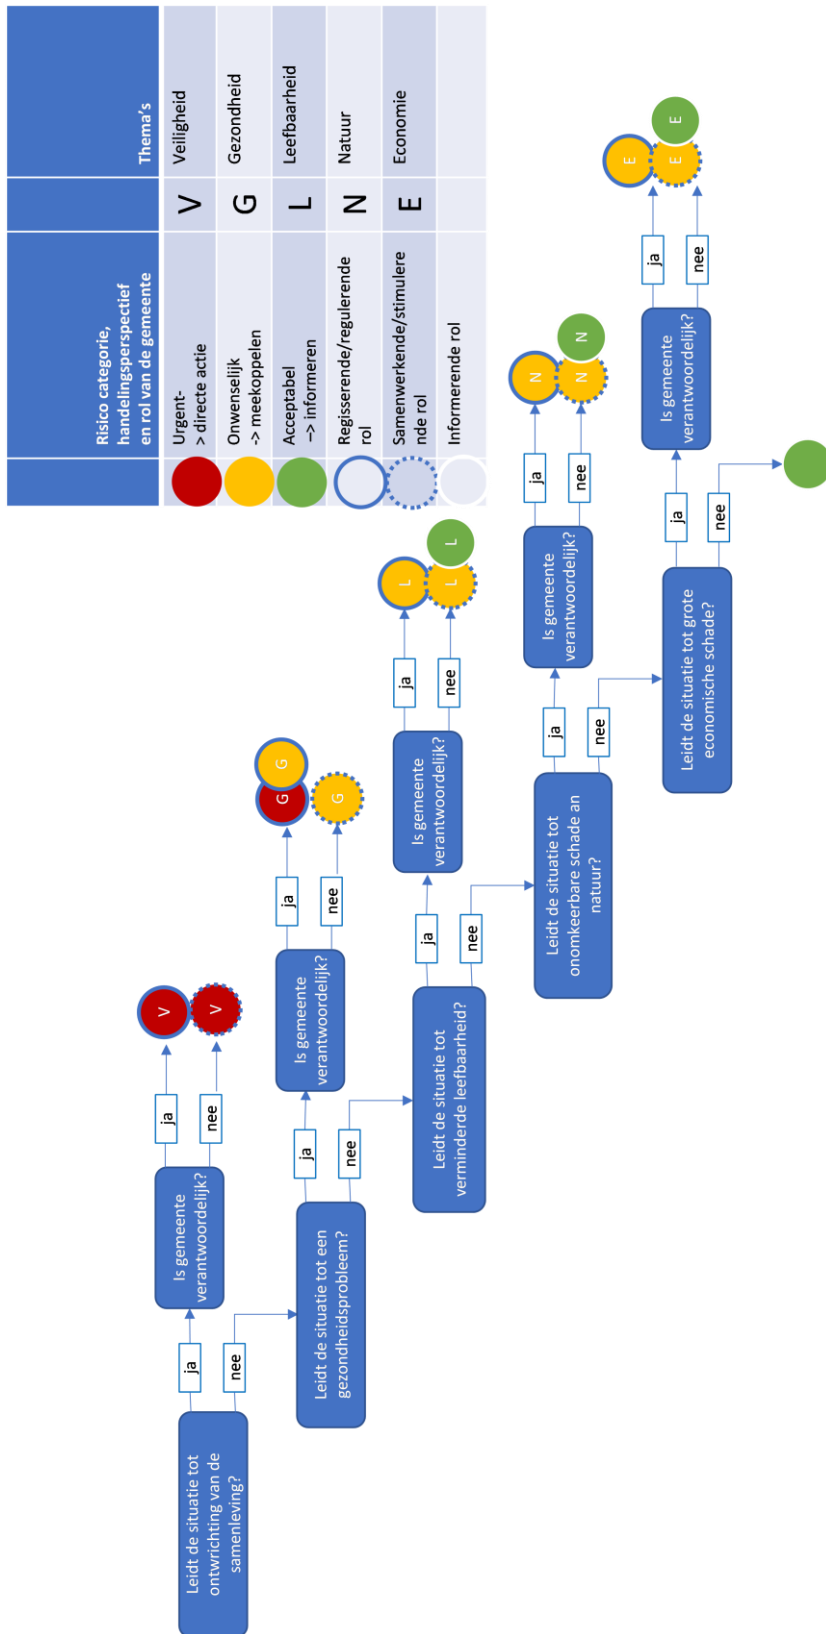 Risico categorie,
handelingsperspectief
en rol van de gemeente
Thema's
Urgent-
> directe actie
V
Veiligheid
Onwenselijk
-> meekoppelen
G
Gezondheid
Acceptabel
–> informeren
L
Leefbaarheid
Regisserende/regulerende
rol
N
Natuur
Samenwerkende/stimulere
nde rol
E
Economie
Informerende rol
Leidt de situatie tot
ontwrichting van de
samenleving?
ja
nee
Is gemeente
verantwoordelijk?
ja
nee
V
V
Leidt de situatie tot een
gezondheidsprobleem?
ja
nee
Is gemeente
verantwoordelijk?
ja
nee
G
G
G
Leidt de situatie tot
verminderde leefbaarheid?
ja
nee
Is gemeente
verantwoordelijk?
ja
nee
L
L
L
Leidt de situatie tot
onomkeerbare schade an
natuur?
ja
nee
Is gemeente
verantwoordelijk?
ja
nee
N
N
N
Leidt de situatie tot grote
economische schade?
ja
nee
Is gemeente
verantwoordelijk?
ja
nee
E
E
E